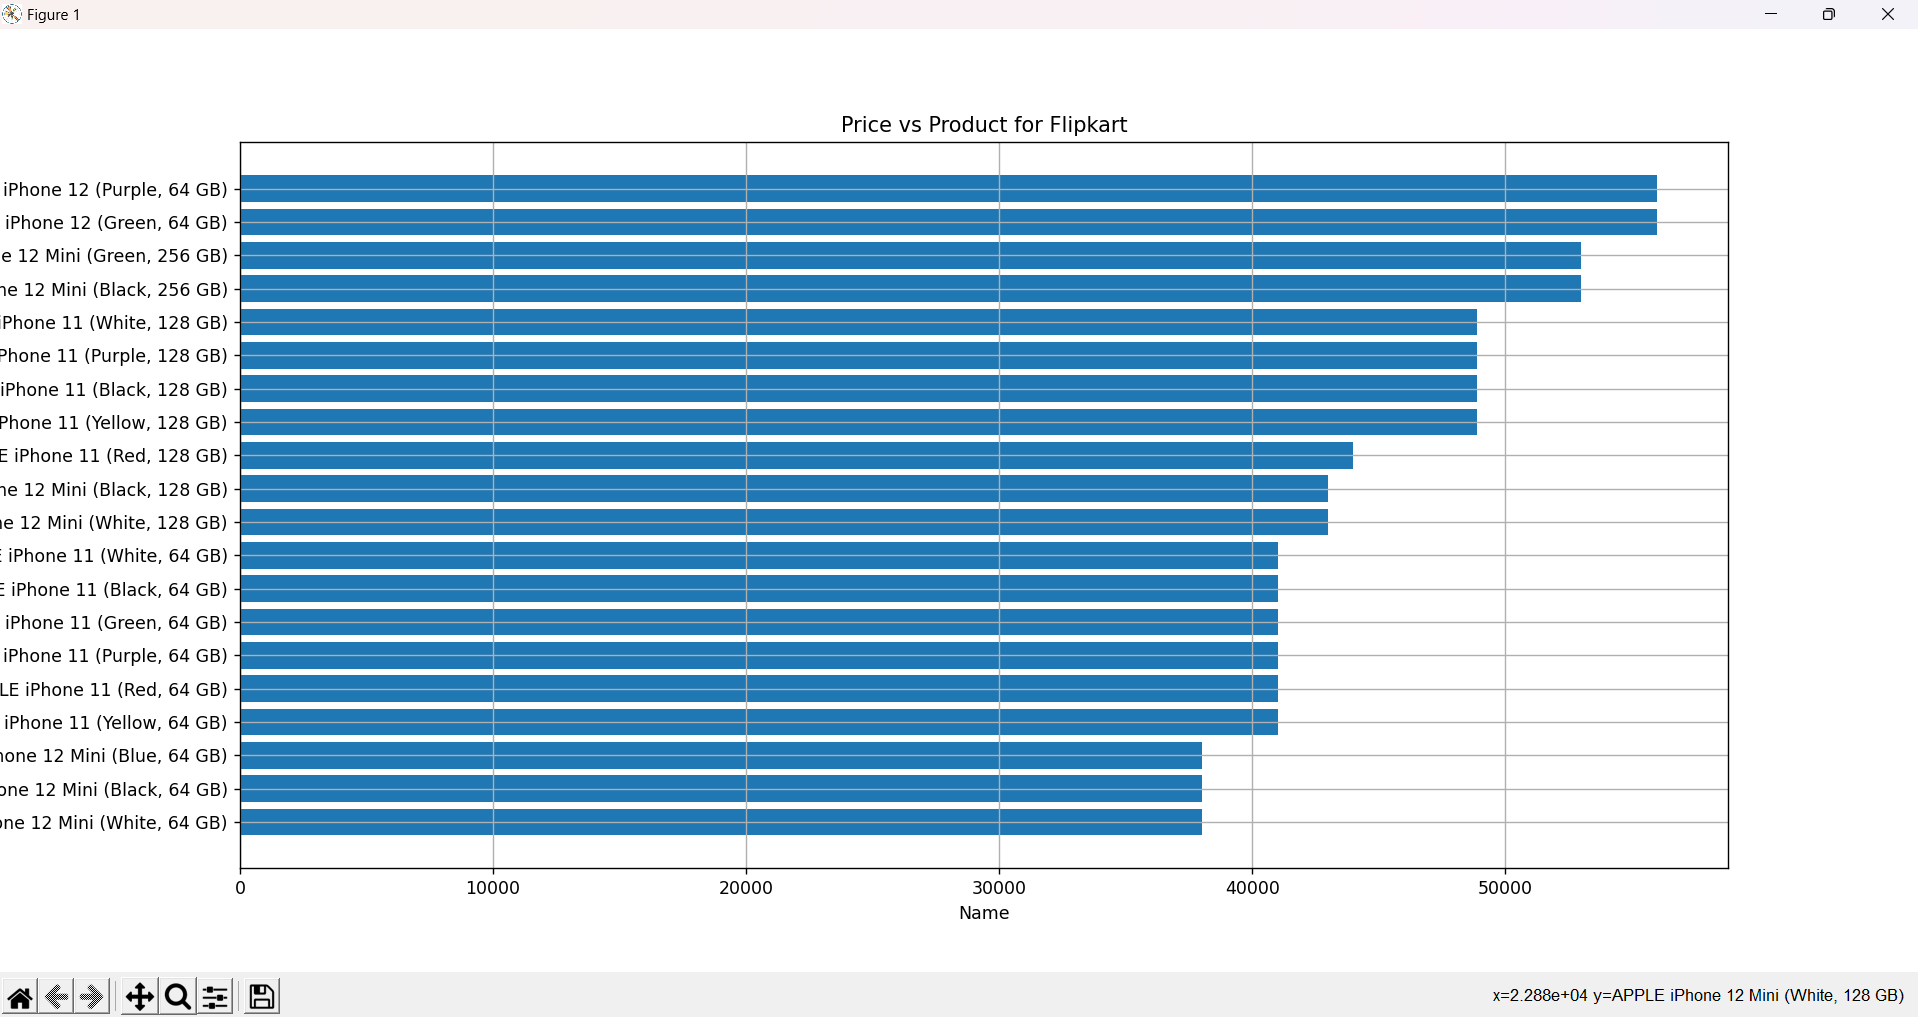 Figure 1
Price vs Product for Flipkart
iPhone 12 (Purple, 64 GB)
iPhone 12 (Green, 64 GB)
e 12 Mini (Green, 256 GB)
ne 12 Mini (Black, 256 GB)
iPhone 11 (White, 128 GB)
Phone 11 (Purple, 128 GB)
iPhone 11 (Black, 128 GB)
Phone 11 (Yellow, 128 GB)
E iPhone 11 (Red, 128 GB)
ne 12 Mini (Black, 128 GB)
ne 12 Mini (White, 128 GB)
E iPhone 11 (White, 64 GB)
E iPhone 11 (Black, 64 GB)
iPhone 11 (Green, 64 GB)
iPhone 11 (Purple, 64 GB)
LE iPhone 11 (Red, 64 GB)
iPhone 11 (Yellow, 64 GB)
hone 12 Mini (Blue, 64 GB)
one 12 Mini (Black, 64 GB)
one 12 Mini (White, 64 GB)
0 10000 20000 30000 40000 50000
Name
x=2.288e+04 y=APPLE iPhone 12 Mini (White, 128 GB)